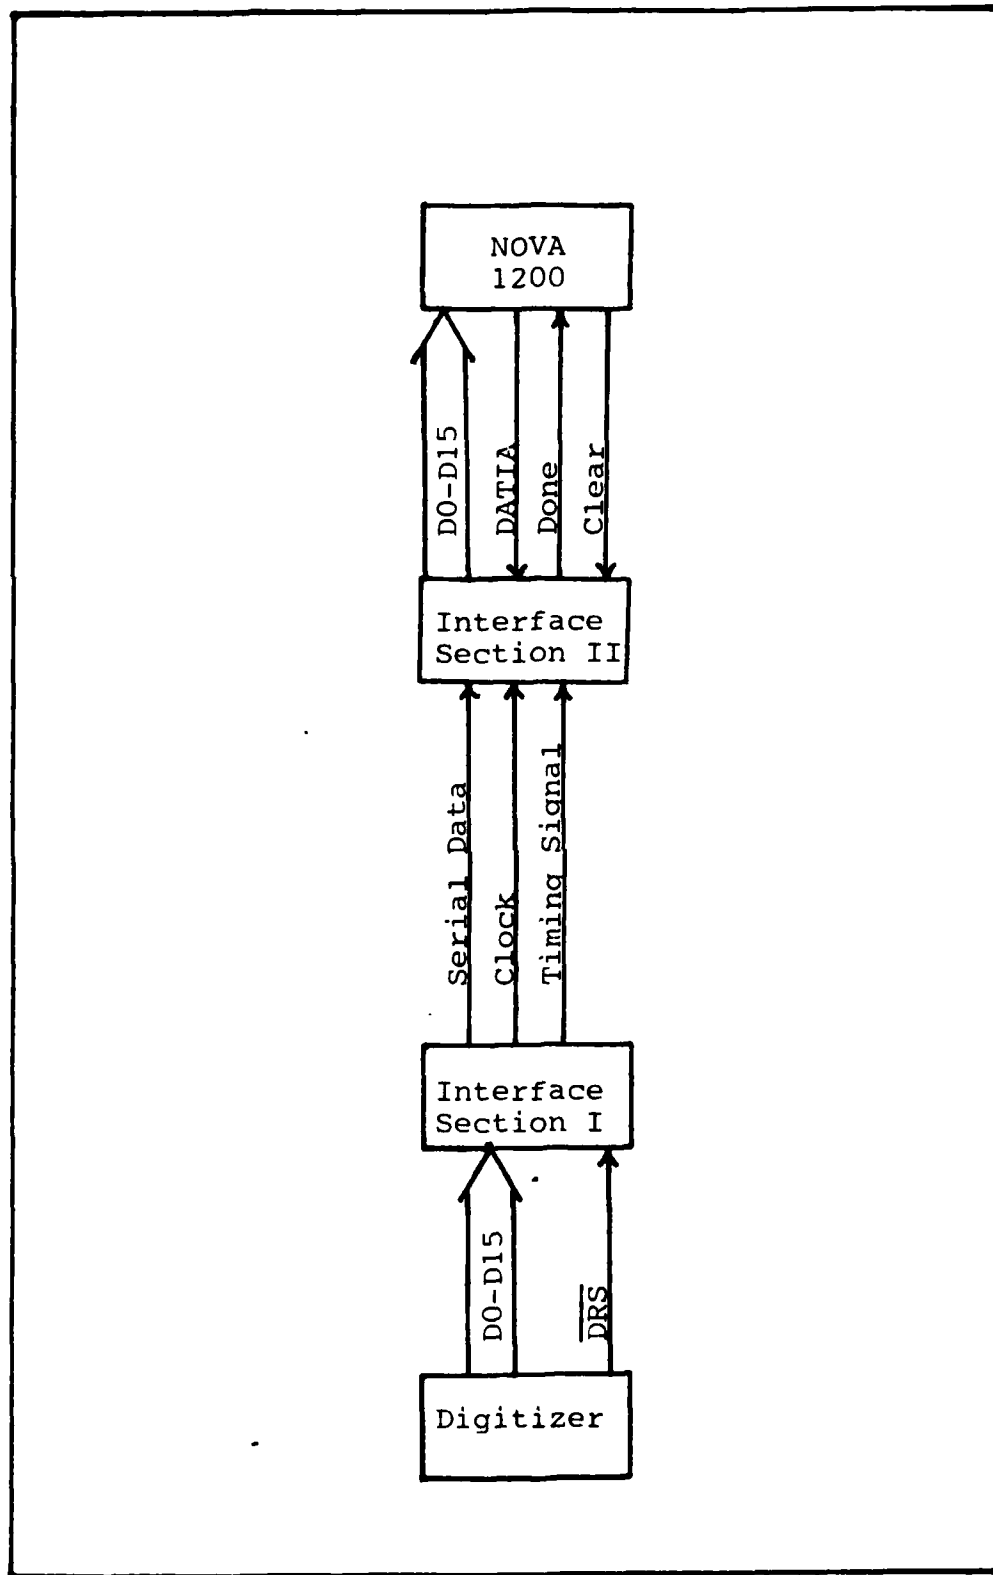 NOVA
1200
D0-D15
DATIA
Done
Clear
Interface
Section II
Serial Data
Clock
Timing Signal
Interface
Section I
D0-D15
D̅R̅S̅
Digitizer